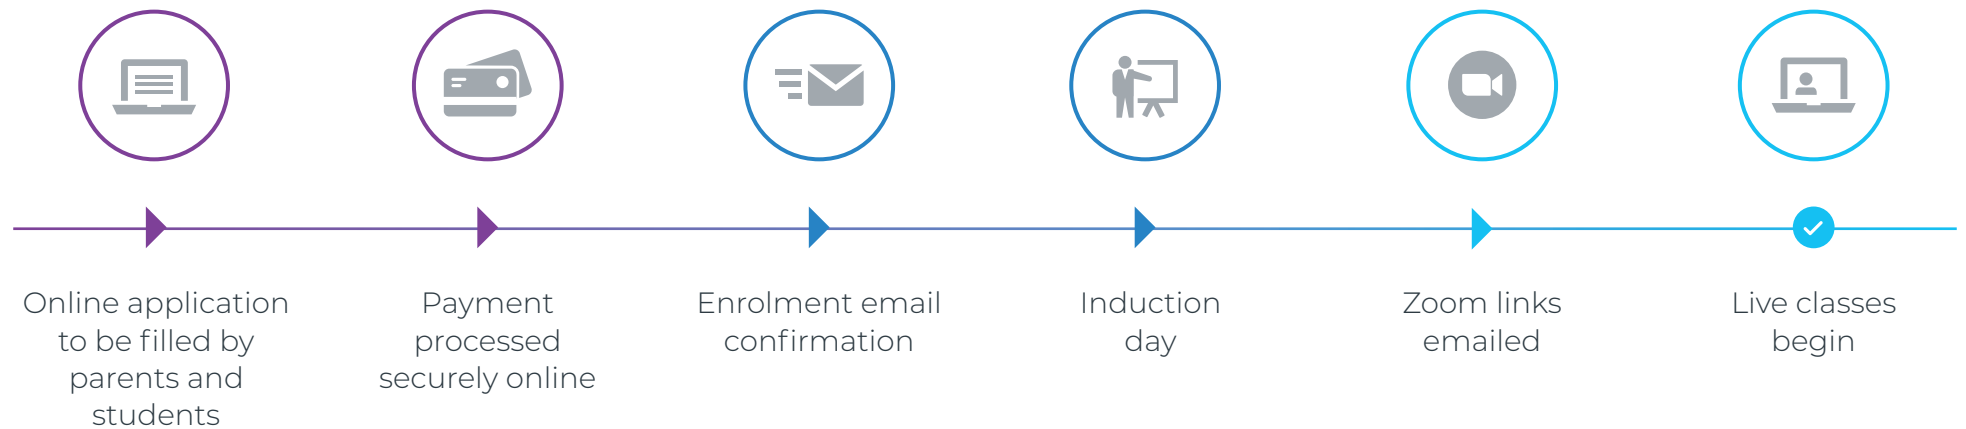 Online application
to be filled by
parents and
students
Payment
processed
securely online
Enrolment email
confirmation
Induction
day
Zoom links
emailed
Live classes
begin